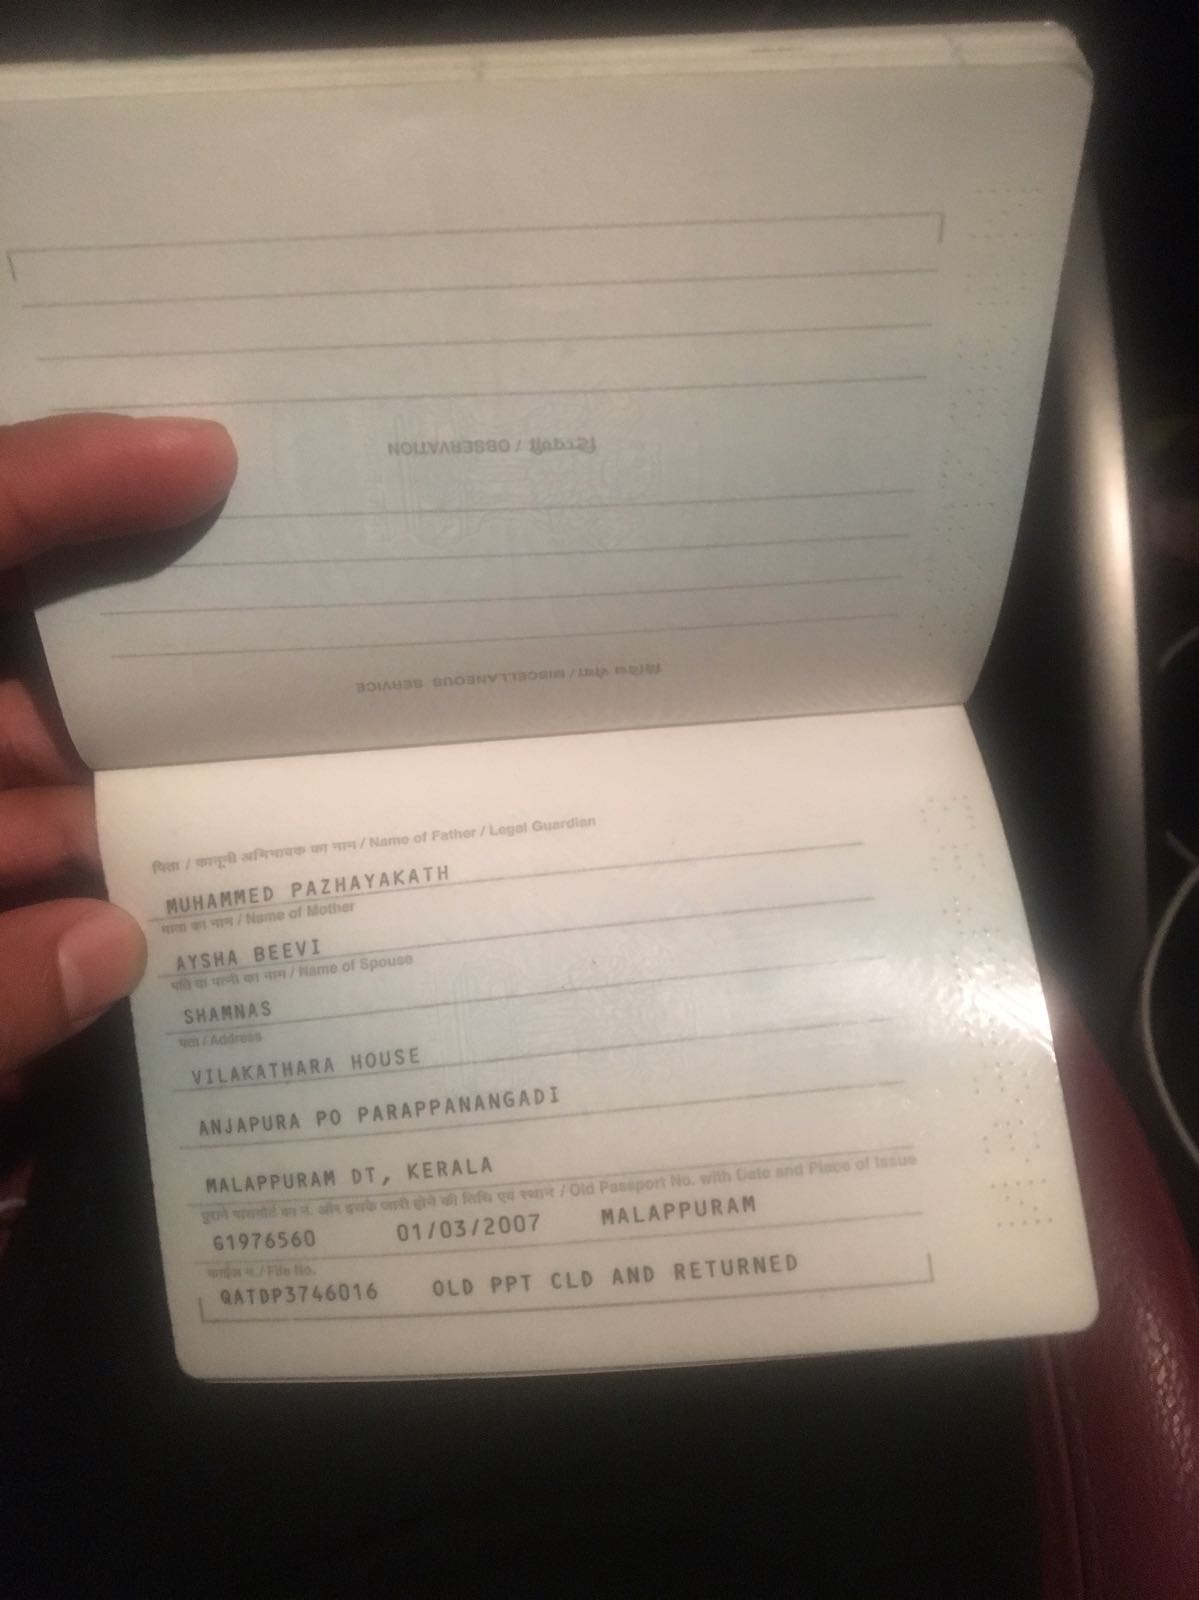 विविध सेवा / MISCELLANEOUS SERVICE
टिप्पणी / OBSERVATION
पिता / कानूनी अभिभावक का नाम / Name of Father / Legal Guardian
MUHAMMED PAZHAYAKATH
माता का नाम / Name of Mother
AYSHA BEEVI
पति या पत्नी का नाम / Name of Spouse
SHAMNAS
पता / Address
VILAKATHARA HOUSE
ANJAPURA PO PARAPPANANGADI
MALAPPURAM DT, KERALA
पुराने पासपोर्ट का नं. और इसके जारी होने की तिथि एवं स्थान / Old Passport No. with Date and Place of Issue
G1976560 01/03/2007 MALAPPURAM
फाईल नं. / File No.
QATDP3746016 OLD PPT CLD AND RETURNED